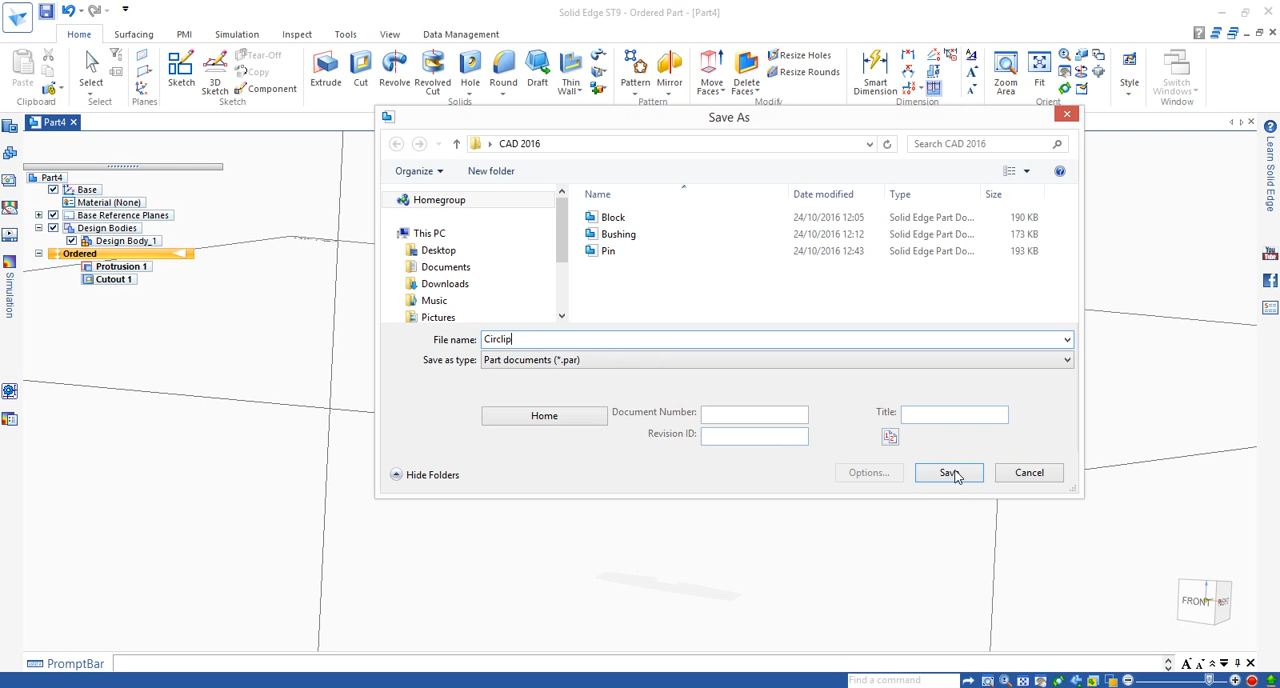 Solid Edge ST9 - Ordered Part - [Part4]
Home Surfacing PMI Simulation Inspect Tools View Data Management
Paste
Clipboard
Select
Select
Planes
Sketch
3D Sketch
Tear-Off
Copy
Component
Sketch
Extrude
Cut
Revolve
Revolved Cut
Hole
Round
Draft
Thin Wall
Solids
Pattern
Mirror
Pattern
Move Faces
Delete Faces
Resize Holes
Resize Rounds
Modify
Smart Dimension
Dimension
Zoom Area
Fit
Orient
Style
Style
Switch Windows
Window
Part4
Part4
Base
Material (None)
Base Reference Planes
Design Bodies
Design Body_1
Ordered
Protrusion 1
Cutout 1
Simulation
Learn Solid Edge
You Tube
Save As
CAD 2016
Search CAD 2016
Organize New folder
Homegroup
This PC
Desktop
Documents
Downloads
Music
Pictures
Name Date modified Type Size
Block 24/10/2016 12:05 Solid Edge Part Do... 190 KB
Bushing 24/10/2016 12:12 Solid Edge Part Do... 173 KB
Pin 24/10/2016 12:43 Solid Edge Part Do... 193 KB
File name: Circlip
Save as type: Part documents (*.par)
Home
Document Number:
Title:
Revision ID:
Hide Folders
Options...
Save
Cancel
FRONT
PromptBar
Find a command